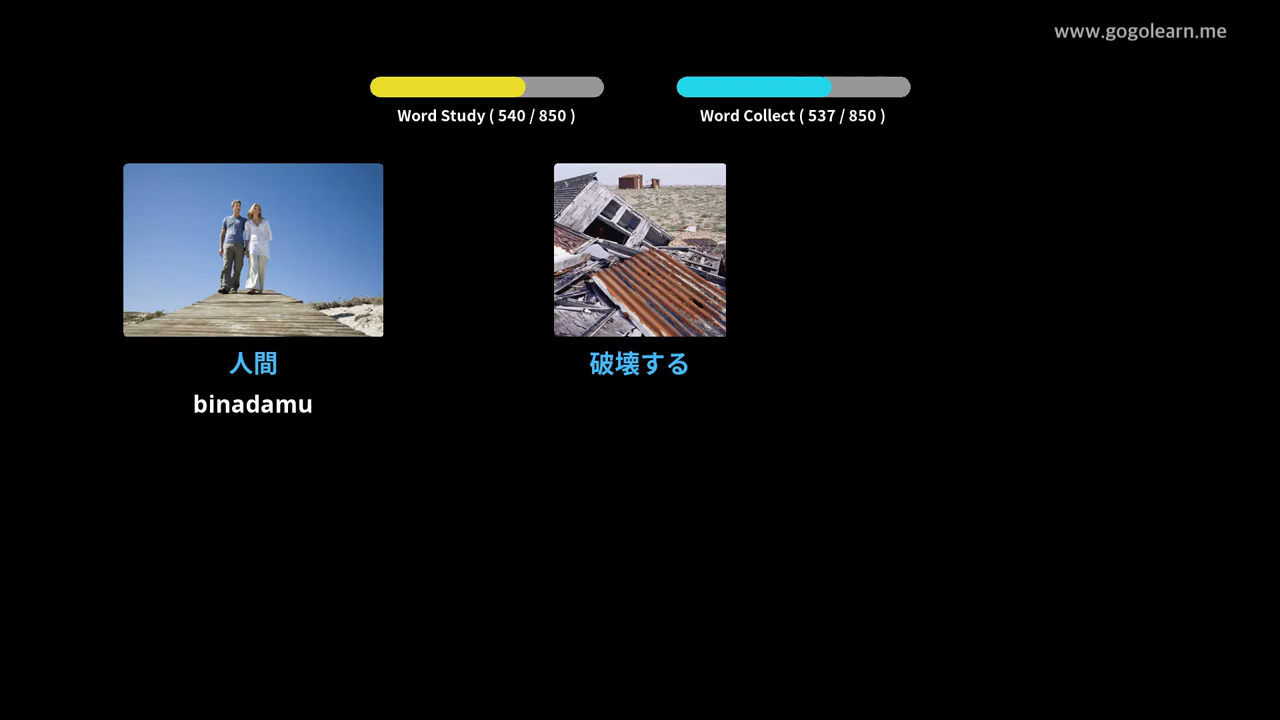 www.gogolearn.me
Word Study ( 540 / 850 )
Word Collect ( 537 / 850 )
人間
binadamu
破壊する